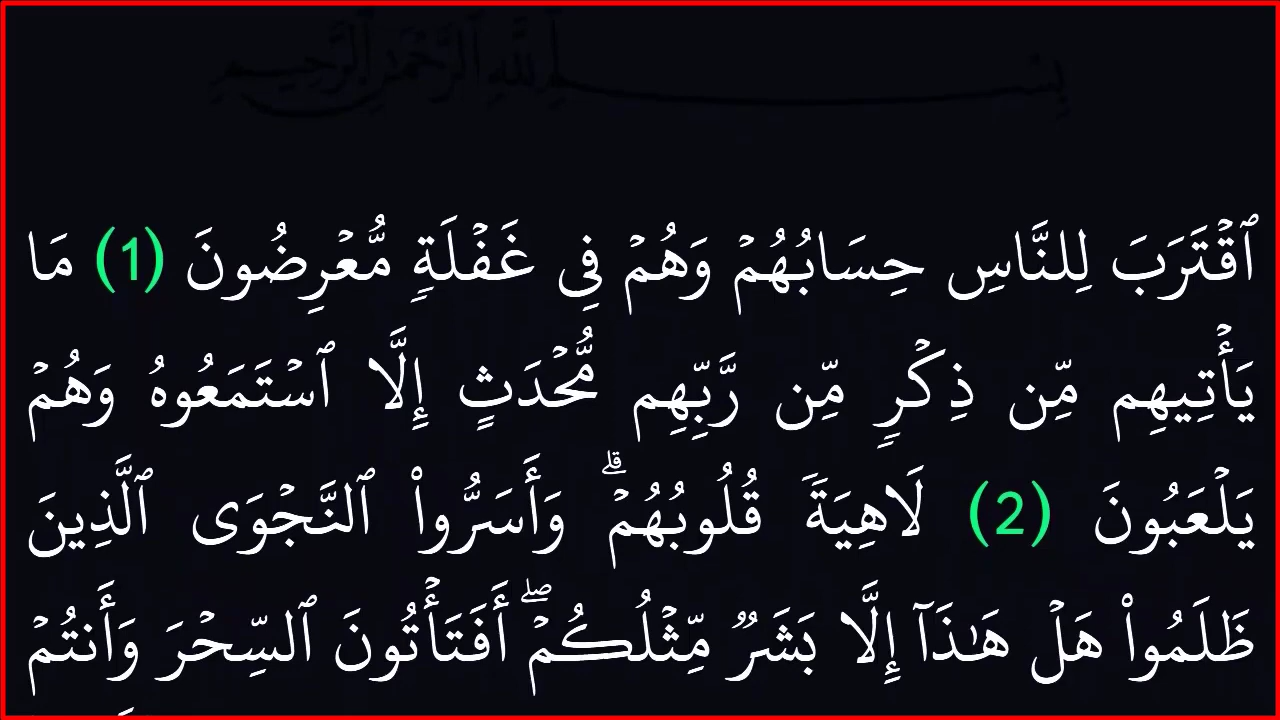 بِسْمِ ٱللَّهِ ٱلرَّحْمَٰنِ ٱلرَّحِيمِ
ٱقۡتَرَبَ لِلنَّاسِ حِسَابُهُمۡ وَهُمۡ فِي غَفۡلَةٖ مُّعۡرِضُونَ (1) مَا
يَأۡتِيهِم مِّن ذِكۡرٖ مِّن رَّبِّهِم مُّحۡدَثٍ إِلَّا ٱسۡتَمَعُوهُ وَهُمۡ
يَلۡعَبُونَ (2) لَاهِيَةٗ قُلُوبُهُمۡۗ وَأَسَرُّواْ ٱلنَّجۡوَى ٱلَّذِينَ
ظَلَمُواْ هَلۡ هَٰذَآ إِلَّا بَشَرٞ مِّثۡلُكُمۡۖ أَفَتَأۡتُونَ ٱلسِّحۡرَ وَأَنتُمۡ